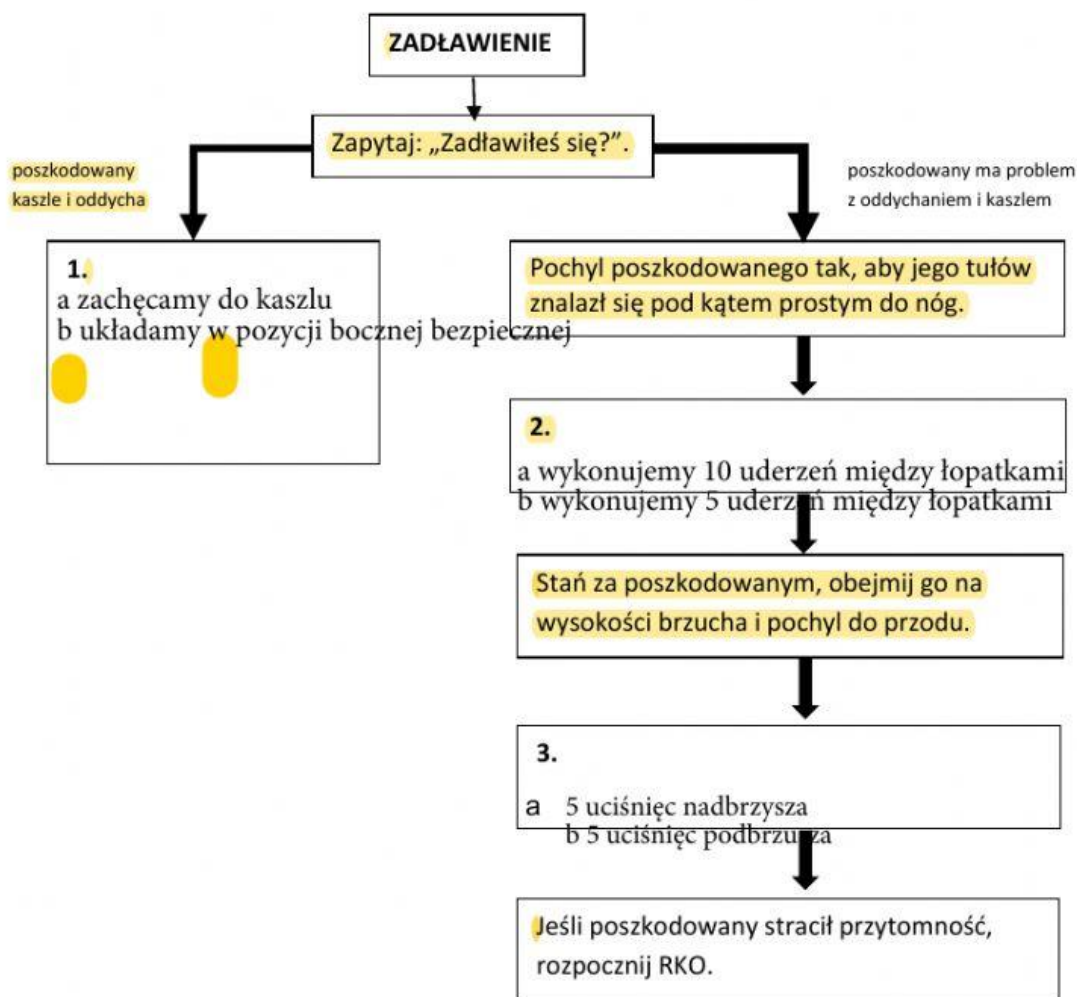 ZADŁAWIENIE
Zapytaj: „Zadławiłeś się?”.
poszkodowany
kaszle i oddycha
poszkodowany ma problem
z oddychaniem i kaszlem
1.
a zachęcamy do kaszlu
b układamy w pozycji bocznej bezpiecznej
Pochyl poszkodowanego tak, aby jego tułów
znalazł się pod kątem prostym do nóg.
2.
a wykonujemy 10 uderzeń między łopatkami
b wykonujemy 5 uderzeń między łopatkami
Stań za poszkodowanym, obejmij go na
wysokości brzucha i pochyl do przodu.
3.
a 5 uciśnięc nadbrzysza
b 5 uciśnięc podbrzusza
Jeśli poszkodowany stracił przytomność,
rozpocznij RKO.